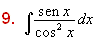 9. ∫ sen x / cos² x dx